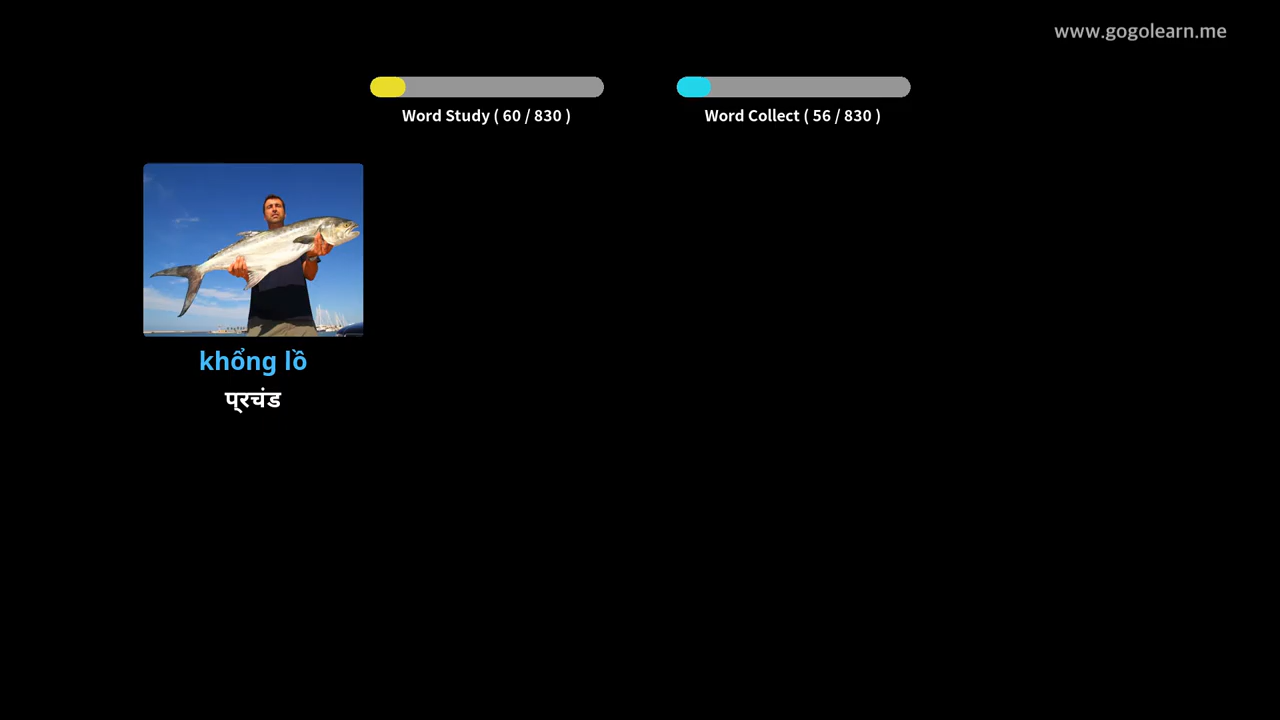 www.gogolearn.me
Word Study ( 60 / 830 )
Word Collect ( 56 / 830 )
khổng lồ
प्रचंड